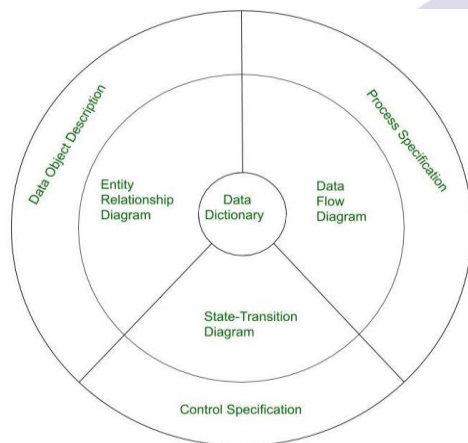 Data Object Description
Process Specification
Entity
Relationship
Diagram
Data
Dictionary
Data
Flow
Diagram
State-Transition
Diagram
Control Specification